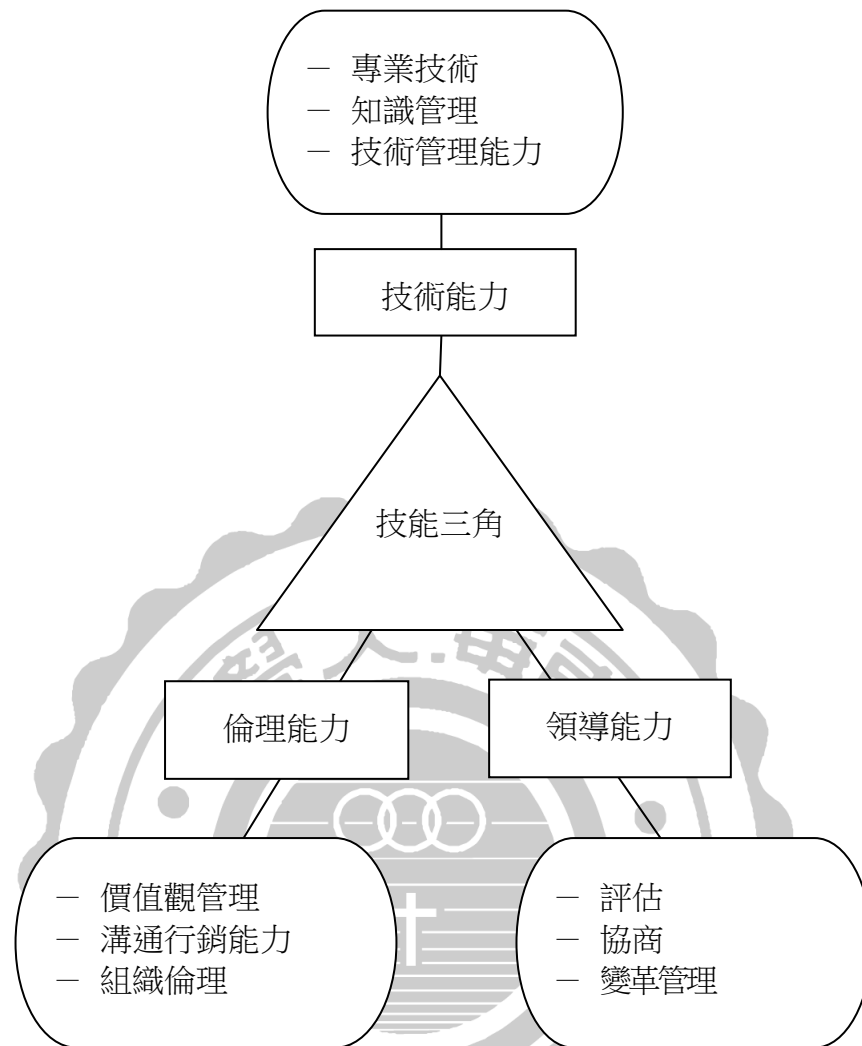 — 專業技術
— 知識管理
— 技術管理能力
技術能力
技能三角
倫理能力
領導能力
— 價值觀管理
— 溝通行銷能力
— 組織倫理
— 評估
— 協商
— 變革管理